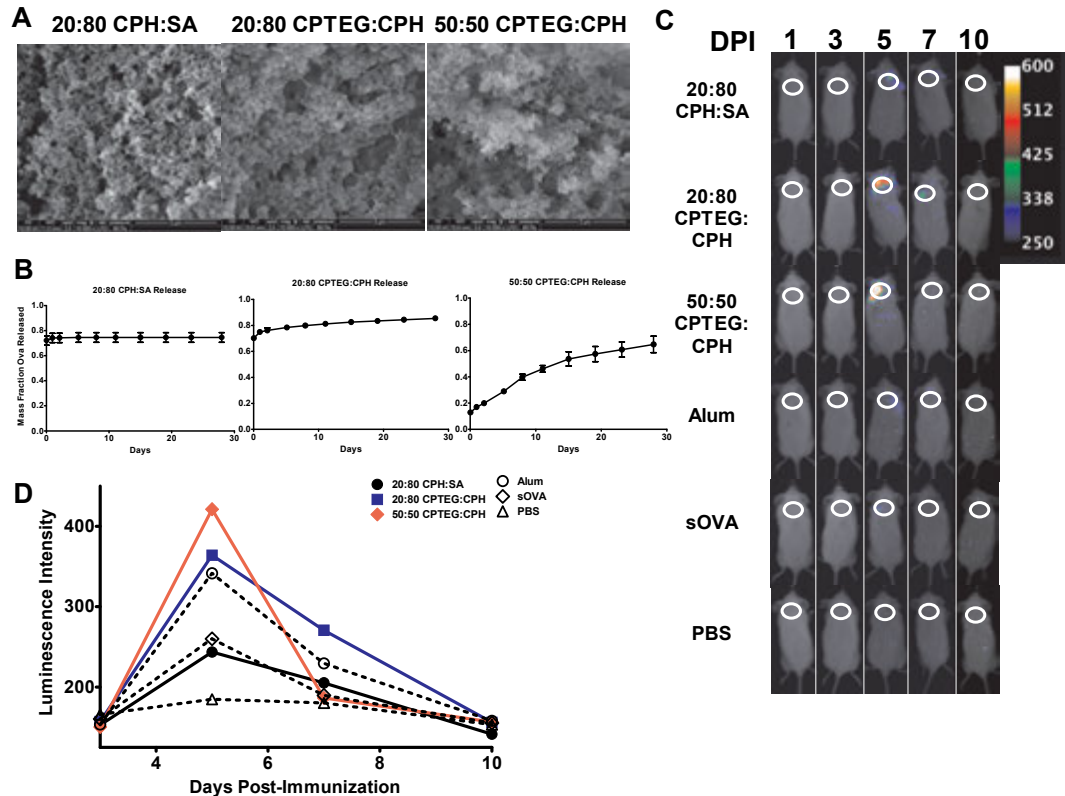 A
20:80 CPH:SA 20:80 CPTEG:CPH 50:50 CPTEG:CPH
B
20:80 CPH:SA Release
Mass Fraction Ova Released
1.0
0.8
0.6
0.4
0.2
0.0
0 10 20 30
Days
20:80 CPTEG:CPH Release
1.0
0.8
0.6
0.4
0.2
0.0
0 10 20 30
Days
50:50 CPTEG:CPH Release
1.0
0.8
0.6
0.4
0.2
0.0
0 10 20 30
Days
C
DPI 1 3 5 7 10
20:80
CPH:SA
20:80
CPTEG:
CPH
50:50
CPTEG:
CPH
Alum
sOVA
PBS
600
512
425
338
250
D
20:80 CPH:SA
20:80 CPTEG:CPH
50:50 CPTEG:CPH
Alum
sOVA
PBS
Luminescence Intensity
400
300
200
4 6 8 10
Days Post-Immunization